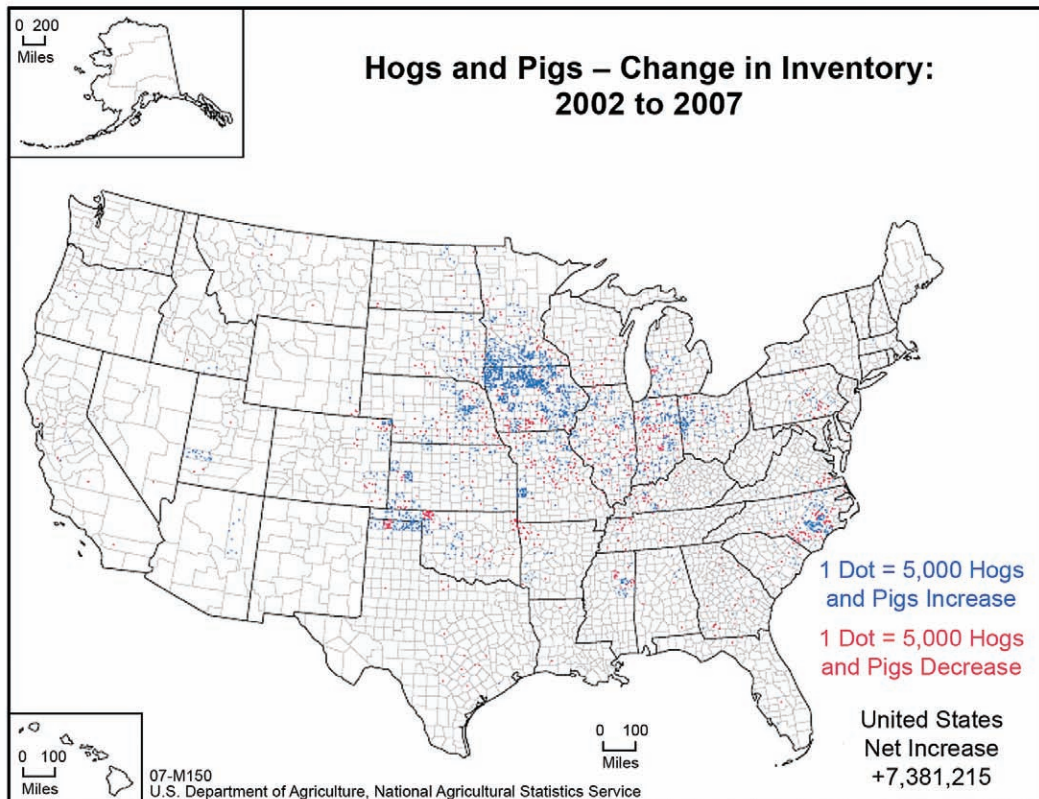 0 200
Miles
Hogs and Pigs – Change in Inventory:
2002 to 2007
1 Dot = 5,000 Hogs
and Pigs Increase
1 Dot = 5,000 Hogs
and Pigs Decrease
United States
Net Increase
+7,381,215
0 100
Miles
0 100
Miles
07-M150
U.S. Department of Agriculture, National Agricultural Statistics Service